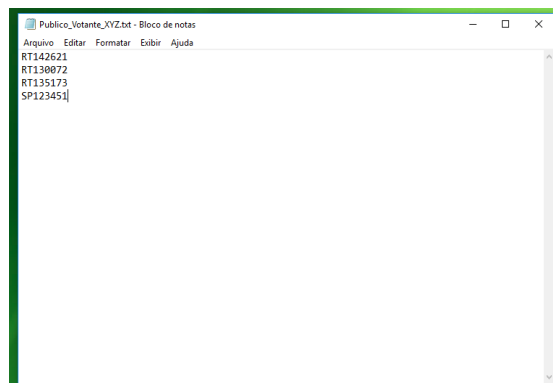 Publico_Votante_XYZ.txt - Bloco de notas
Arquivo Editar Formatar Exibir Ajuda
RT142621
RT130072
RT135173
SP123451